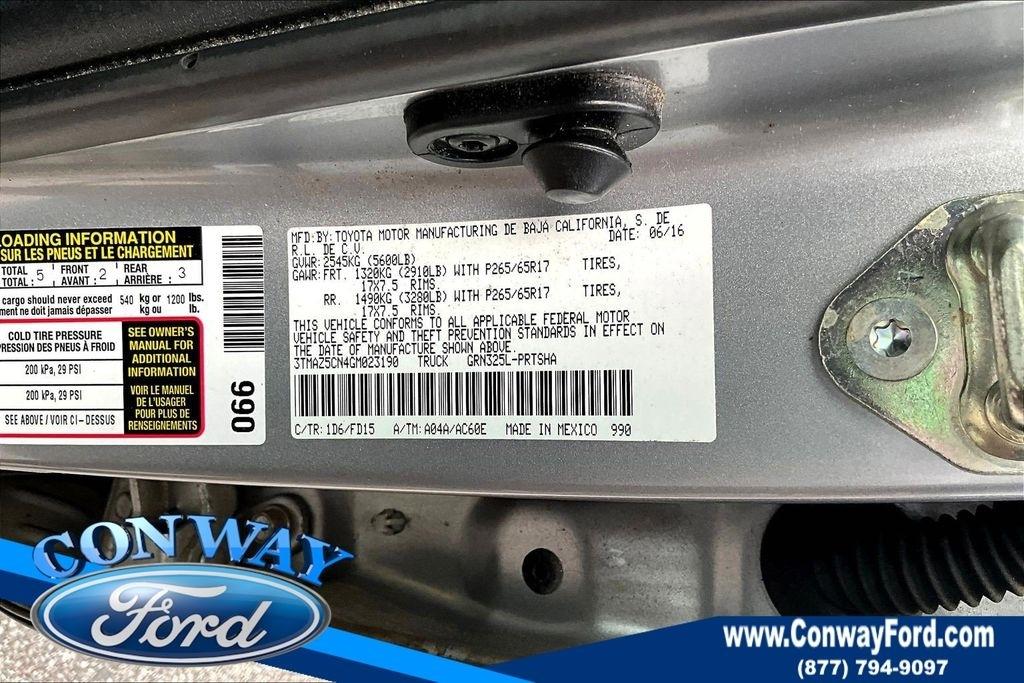 LOADING INFORMATION
SUR LES PNEUS ET LE CHARGEMENT
TOTAL 5 FRONT 2 REAR 3
TOTAL: AVANT: ARRIÈRE:
cargo should never exceed 540 kg or 1200 lbs.
ne doit jamais dépasser kg ou lb.
COLD TIRE PRESSURE
DES PNEUS À FROID
200 kPa, 29 PSI
200 kPa, 29 PSI
SEE ABOVE / VOIR CI-DESSUS
SEE OWNER'S
MANUAL FOR
ADDITIONAL
INFORMATION
VOIR LE MANUEL
DE L'USAGER
POUR PLUS DE
RENSEIGNEMENTS
990
MFD BY: TOYOTA MOTOR MANUFACTURING DE BAJA CALIFORNIA, S. DE
R.L. DE C.V. DATE: 06/16
GVWR: 2545KG (5600LB)
GAWR: FRT. 1320KG (2910LB) WITH P265/65R17 TIRES,
17X7.5 RIMS.
RR. 1490KG (3280LB) WITH P265/65R17 TIRES,
17X7.5 RIMS.
THIS VEHICLE CONFORMS TO ALL APPLICABLE FEDERAL MOTOR
VEHICLE SAFETY AND THEFT PREVENTION STANDARDS IN EFFECT ON
THE DATE OF MANUFACTURE SHOWN ABOVE.
3TMAZ5CN4GM023190 TRUCK GRN325L-PRTSHA
C/TR: 1D6/FD15 A/TM: A04A/AC60E MADE IN MEXICO 990
CONWAY
Ford
www.ConwayFord.com
(877) 794-9097